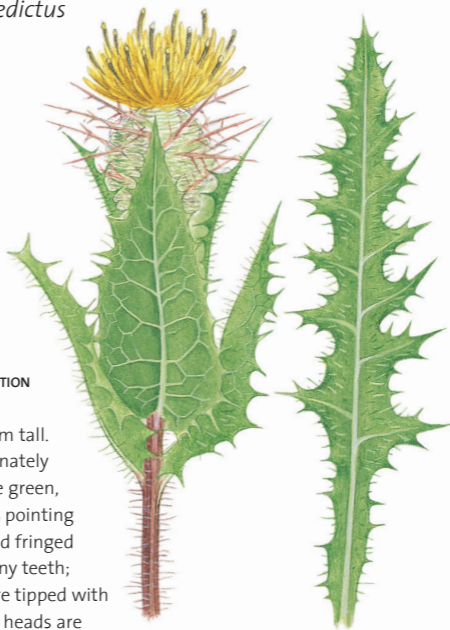 edictus
TION
m tall.
nately
e green,
pointing
d fringed
ny teeth;
e tipped with
heads are